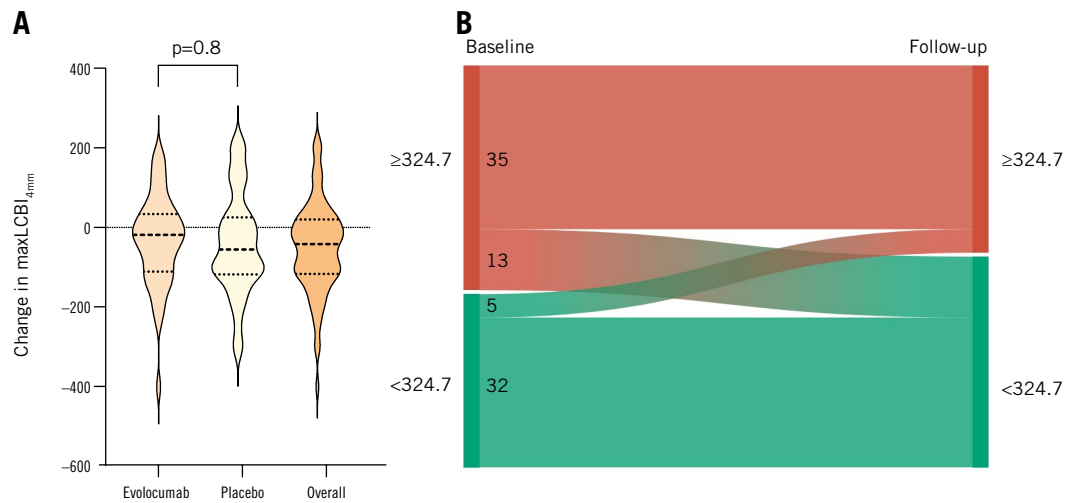 A
p=0.8
400
200
0
–200
–400
–600
Change in maxLCBI4mm
Evolocumab
Placebo
Overall
B
Baseline
Follow-up
≥324.7
35
≥324.7
13
5
<324.7
32
<324.7